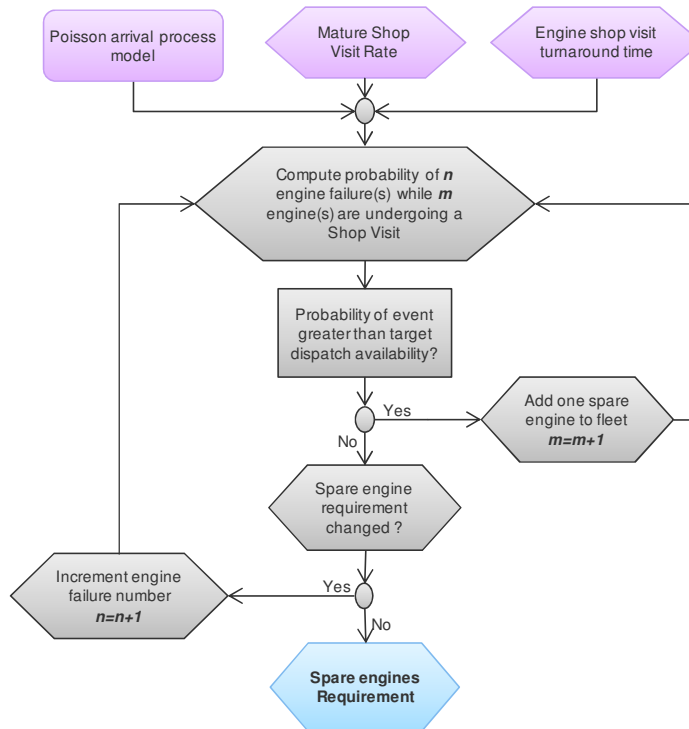 Poisson arrival process
model
Mature Shop
Visit Rate
Engine shop visit
turnaround time
Compute probability of n
engine failure(s) while m
engine(s) are undergoing a
Shop Visit
Probability of event
greater than target
dispatch availability?
Yes
No
Add one spare
engine to fleet
m=m+1
Spare engine
requirement
changed ?
Yes
No
Increment engine
failure number
n=n+1
Spare engines
Requirement